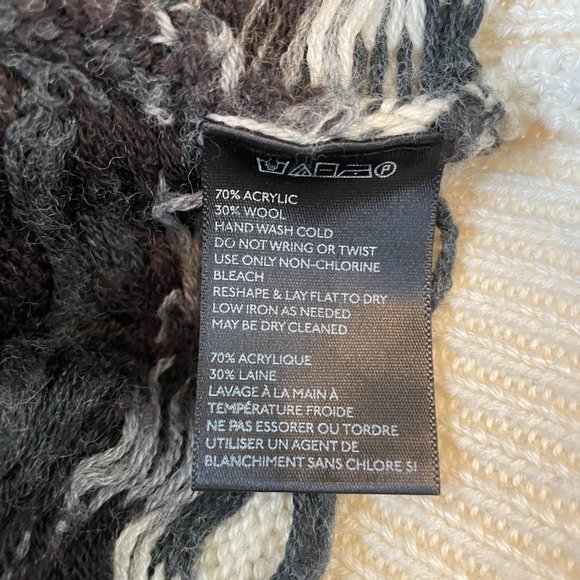 P
70% ACRYLIC
30% WOOL
HAND WASH COLD
DO NOT WRING OR TWIST
USE ONLY NON-CHLORINE
BLEACH
RESHAPE & LAY FLAT TO DRY
LOW IRON AS NEEDED
MAY BE DRY CLEANED
70% ACRYLIQUE
30% LAINE
LAVAGE À LA MAIN À
TEMPÉRATURE FROIDE
NE PAS ESSORER OU TORDRE
UTILISER UN AGENT DE
BLANCHIMENT SANS CHLORE SI